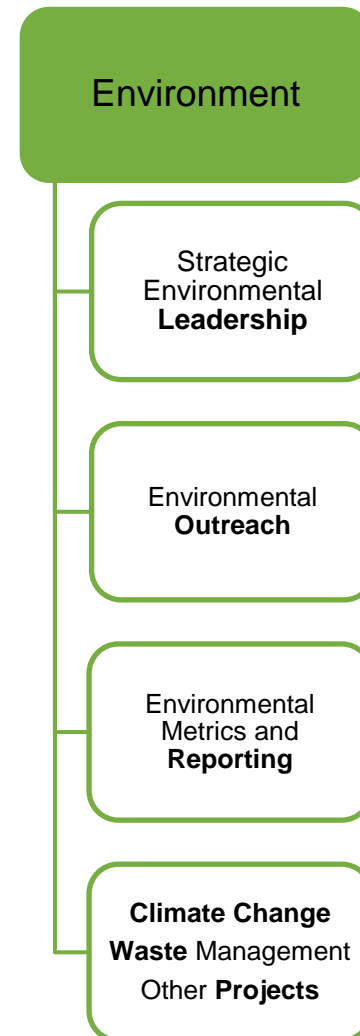 Environment
Strategic
Environmental
Leadership
Environmental
Outreach
Environmental
Metrics and
Reporting
Climate Change
Waste Management
Other Projects